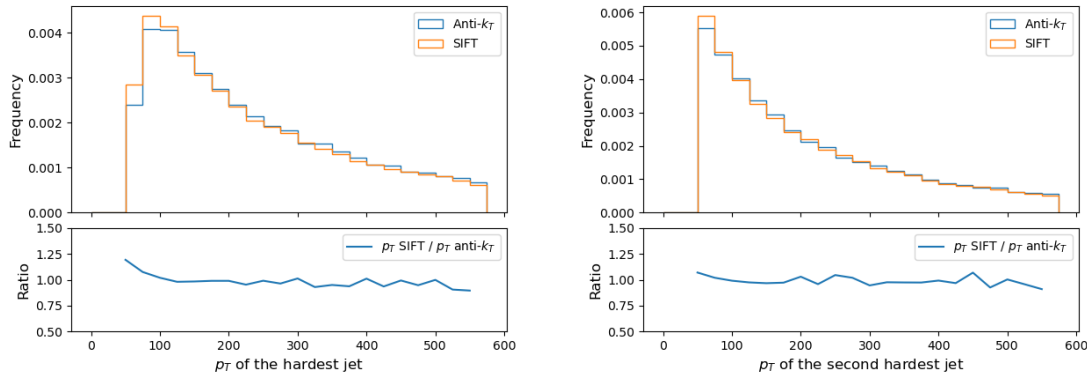 Frequency
0.004
0.003
0.002
0.001
0.000
Anti-k_T
SIFT
Ratio
1.50
1.25
1.00
0.75
0.50
p_T SIFT / p_T anti-k_T
0 100 200 300 400 500 600
p_T of the hardest jet
Frequency
0.006
0.005
0.004
0.003
0.002
0.001
0.000
Anti-k_T
SIFT
Ratio
1.50
1.25
1.00
0.75
0.50
p_T SIFT / p_T anti-k_T
0 100 200 300 400 500 600
p_T of the second hardest jet